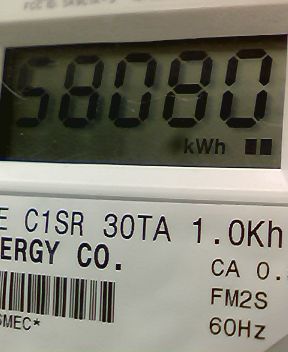 58080
kWh
E C1SR 30TA 1.0Kh
ERGY CO.
CA 0.
FM2S
SMEC*
60Hz